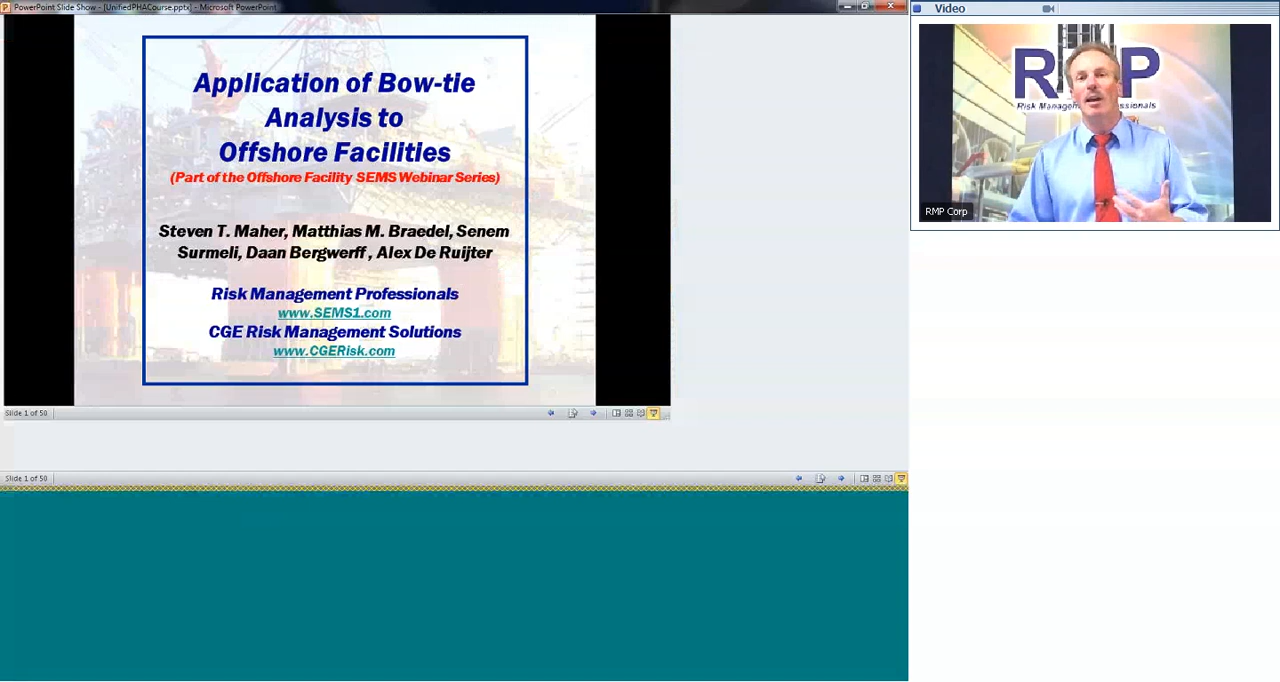 PowerPoint Slide Show - [UnifiedPHACourse.pptx] - Microsoft PowerPoint
Application of Bow-tie
Analysis to
Offshore Facilities
(Part of the Offshore Facility SEMS Webinar Series)
Steven T. Maher, Matthias M. Braedel, Senem
Surmeli, Daan Bergwerff , Alex De Ruijter
Risk Management Professionals
www.SEMS1.com
CGE Risk Management Solutions
www.CGERisk.com
Slide 1 of 50
Slide 1 of 50
Video
R P
Risk Manage Professionals
RMP Corp